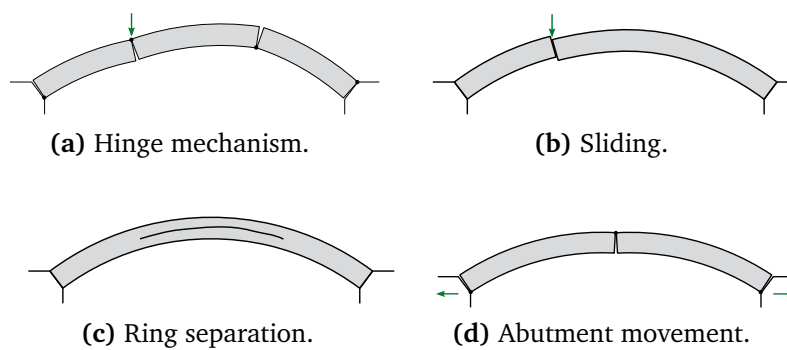 (a) Hinge mechanism.
(b) Sliding.
(c) Ring separation.
(d) Abutment movement.